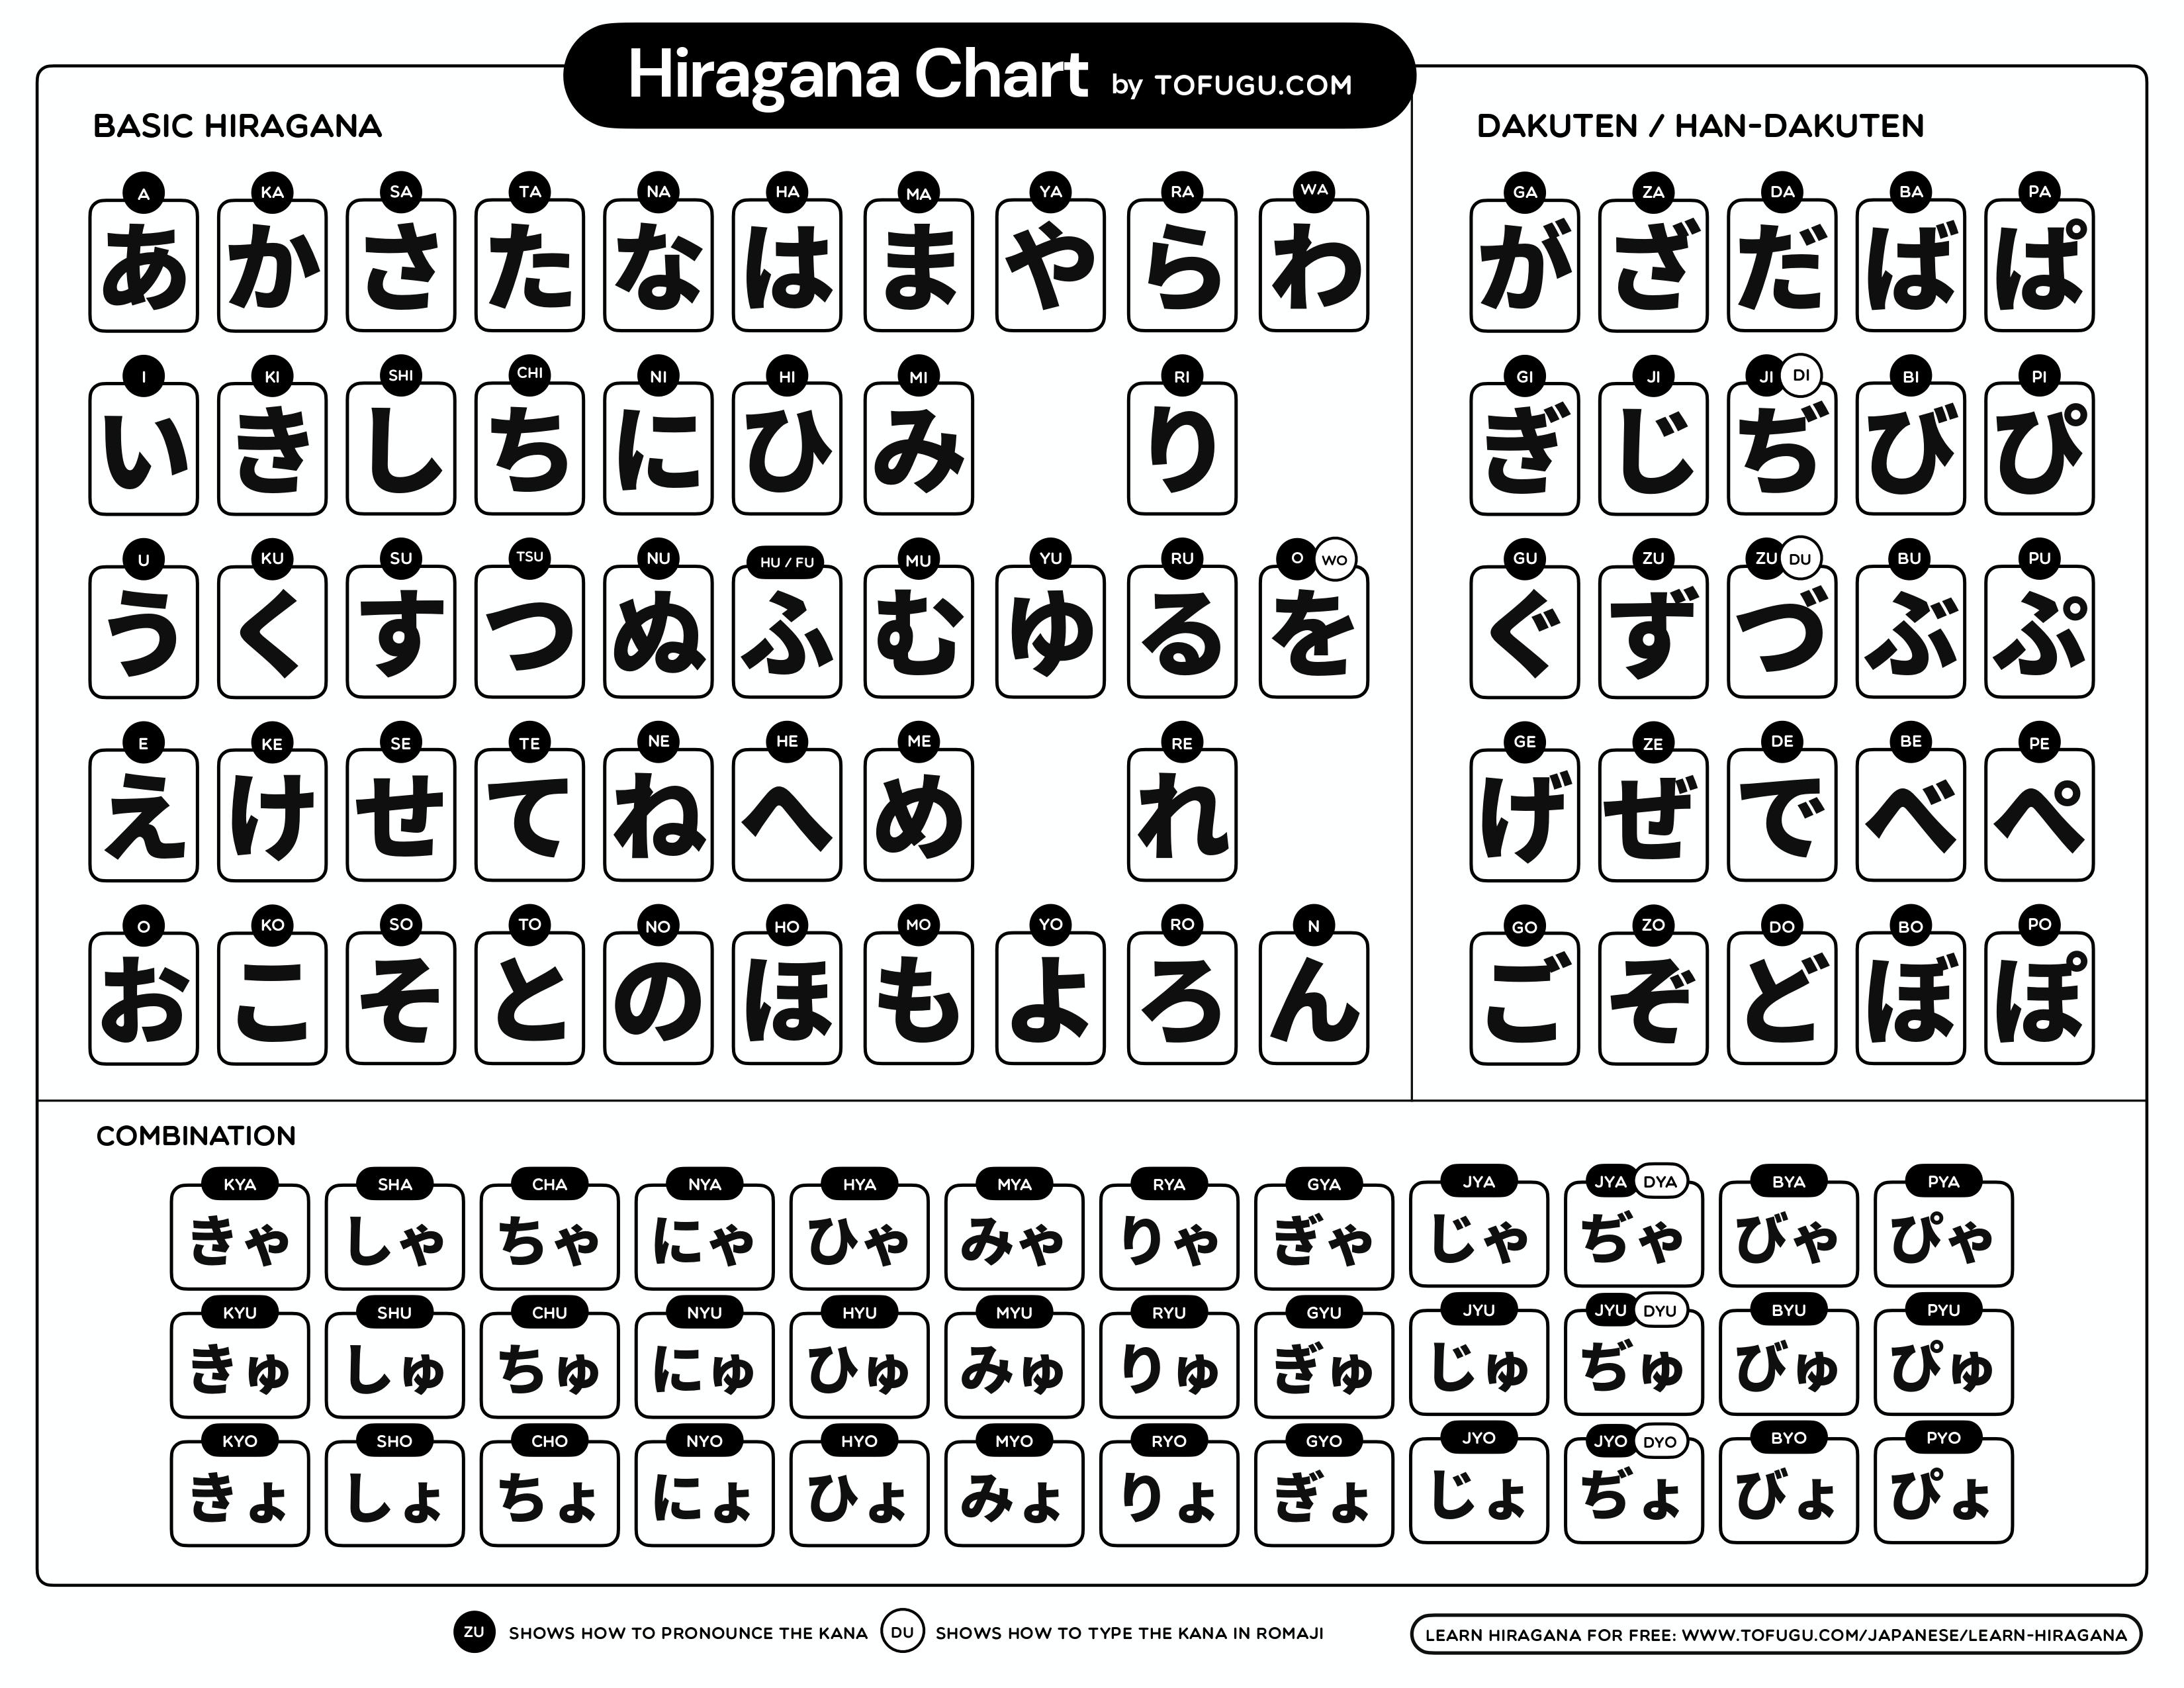 Hiragana Chart by TOFUGU.COM
BASIC HIRAGANA
A KA SA TA NA HA MA YA RA WA
あ か さ た な は ま や ら わ
I KI SHI CHI NI HI MI RI
い き し ち に ひ み り
U KU SU TSU NU HU / FU MU YU RU O WO
う く す つ ぬ ふ む ゆ る を
E KE SE TE NE HE ME RE
え け せ て ね へ め れ
O KO SO TO NO HO MO YO RO N
お こ そ と の ほ も よ ろ ん
DAKUTEN / HAN-DAKUTEN
GA ZA DA BA PA
が ざ だ ば ぱ
GI JI JI DI BI PI
ぎ じ ぢ び ぴ
GU ZU ZU DU BU PU
ぐ ず づ ぶ ぷ
GE ZE DE BE PE
げ ぜ で べ ぺ
GO ZO DO BO PO
ご ぞ ど ぼ ぽ
COMBINATION
KYA SHA CHA NYA HYA MYA RYA GYA JYA JYA DYA BYA PYA
きゃ しゃ ちゃ にゃ ひゃ みゃ りゃ ぎゃ じゃ ぢゃ びゃ ぴゃ
KYU SHU CHU NYU HYU MYU RYU GYU JYU JYU DYU BYU PYU
きゅ しゅ ちゅ にゅ ひゅ みゅ りゅ ぎゅ じゅ ぢゅ びゅ ぴゅ
KYO SHO CHO NYO HYO MYO RYO GYO JYO JYO DYO BYO PYO
きょ しょ ちょ にょ ひょ みょ りょ ぎょ じょ ぢょ びょ ぴょ
ZU SHOWS HOW TO PRONOUNCE THE KANA DU SHOWS HOW TO TYPE THE KANA IN ROMAJI
LEARN HIRAGANA FOR FREE: WWW.TOFUGU.COM/JAPANESE/LEARN-HIRAGANA